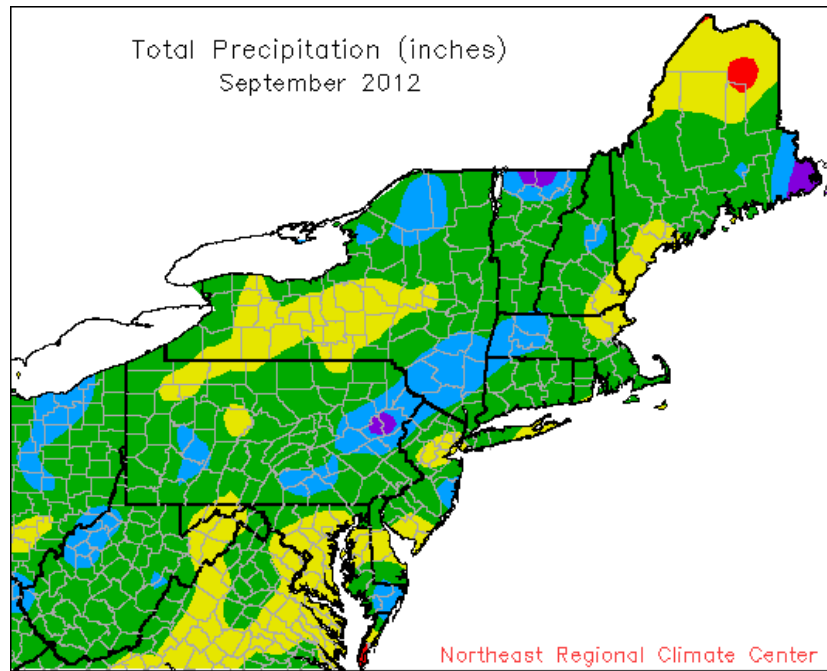 Total Precipitation (inches)
September 2012
Northeast Regional Climate Center